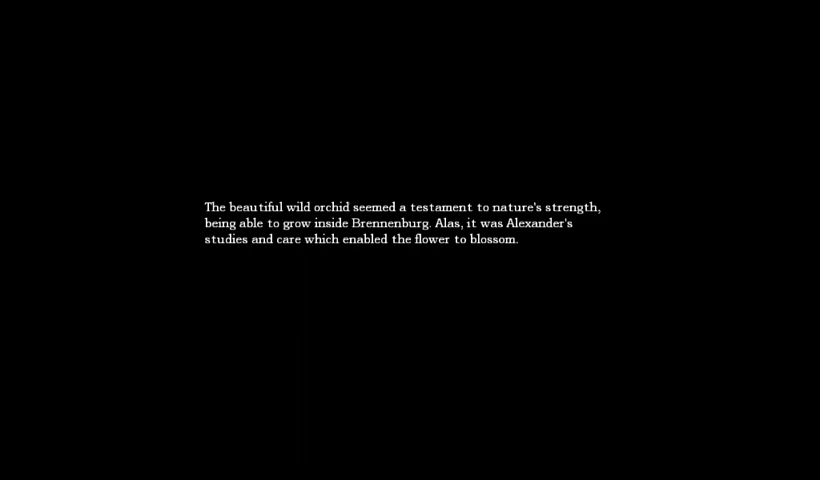 The beautiful wild orchid seemed a testament to nature's strength,
being able to grow inside Brennenburg. Alas, it was Alexander's
studies and care which enabled the flower to blossom.